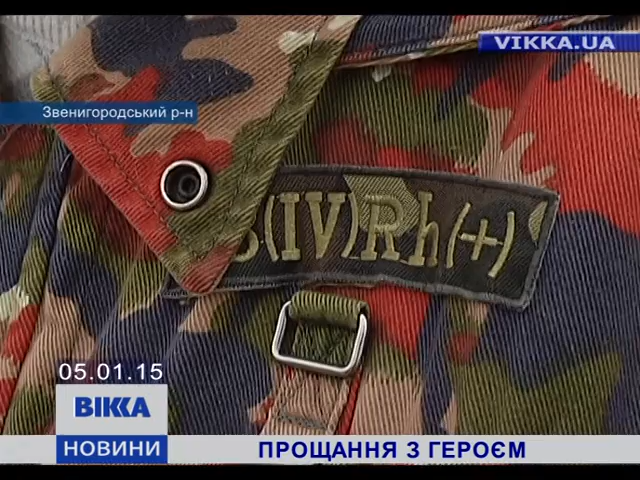 VIKKA.UA
Звенигородський р-н
(IV)Rh(+)
05.01.15
ВІККА
НОВИНИ
ПРОЩАННЯ З ГЕРОЄМ